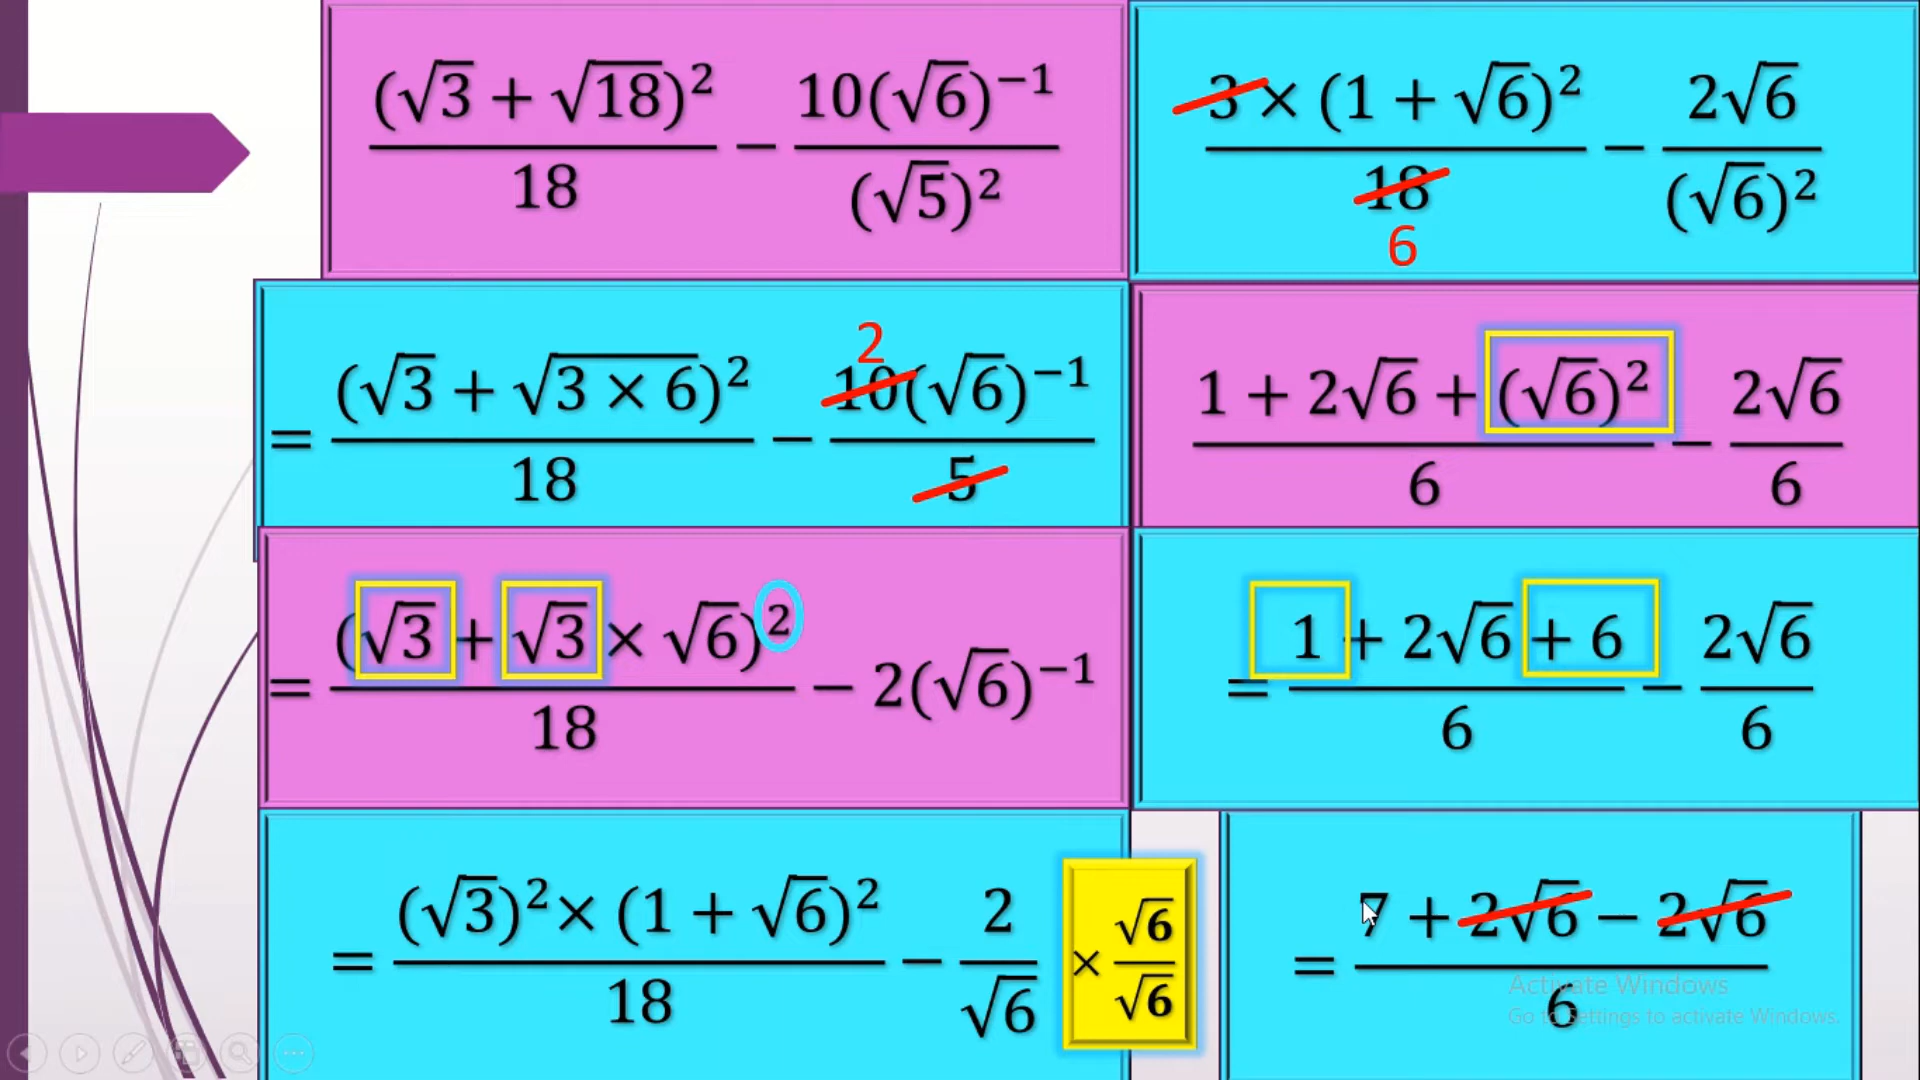 (√3 + √18)² / 18 − 10(√6)⁻¹ / (√5)²
= (√3 + √(3 × 6))² / 18 − 2 10(√6)⁻¹ / 5
= (√3 + √3 × √6)² / 18 − 2(√6)⁻¹
= (√3)² × (1 + √6)² / 18 − 2 / √6 × √6 / √6
3 × (1 + √6)² / 18 6 − 2√6 / (√6)²
1 + 2√6 + (√6)² / 6 − 2√6 / 6
= 1 + 2√6 + 6 / 6 − 2√6 / 6
= 7 + 2√6 − 2√6 / 6
Activate Windows
Go to Settings to activate Windows.